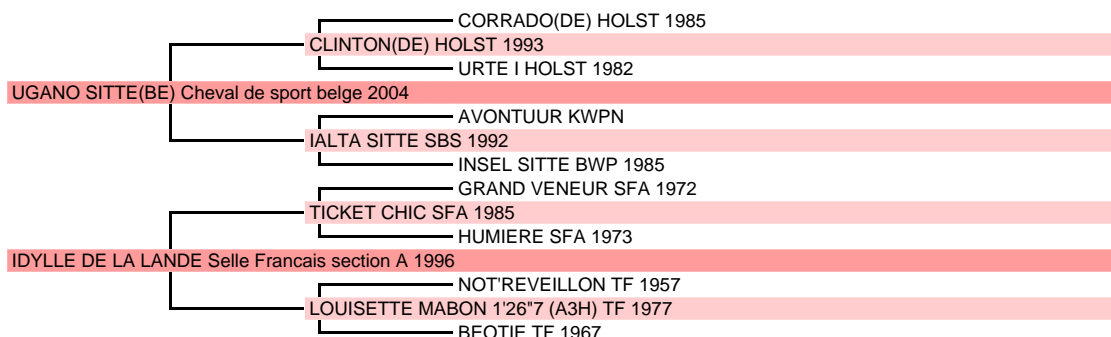 CORRADO(DE) HOLST 1985
CLINTON(DE) HOLST 1993
URTE I HOLST 1982
UGANO SITTE(BE) Cheval de sport belge 2004
AVONTUUR KWPN
IALTA SITTE SBS 1992
INSEL SITTE BWP 1985
GRAND VENEUR SFA 1972
TICKET CHIC SFA 1985
HUMIERE SFA 1973
IDYLLE DE LA LANDE Selle Francais section A 1996
NOT'REVEILLON TF 1957
LOUISETTE MABON 1'26"7 (A3H) TF 1977
BEOTIE TF 1967